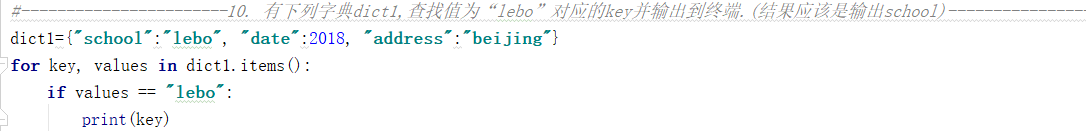 #-----------------------10. 有下列字典dict1,查找值为“lebo”对应的key并输出到终端.(结果应该是输出school)----------------
dict1={"school":"lebo", "date":2018, "address":"beijing"}
for key, values in dict1.items():
    if values == "lebo":
        print(key)